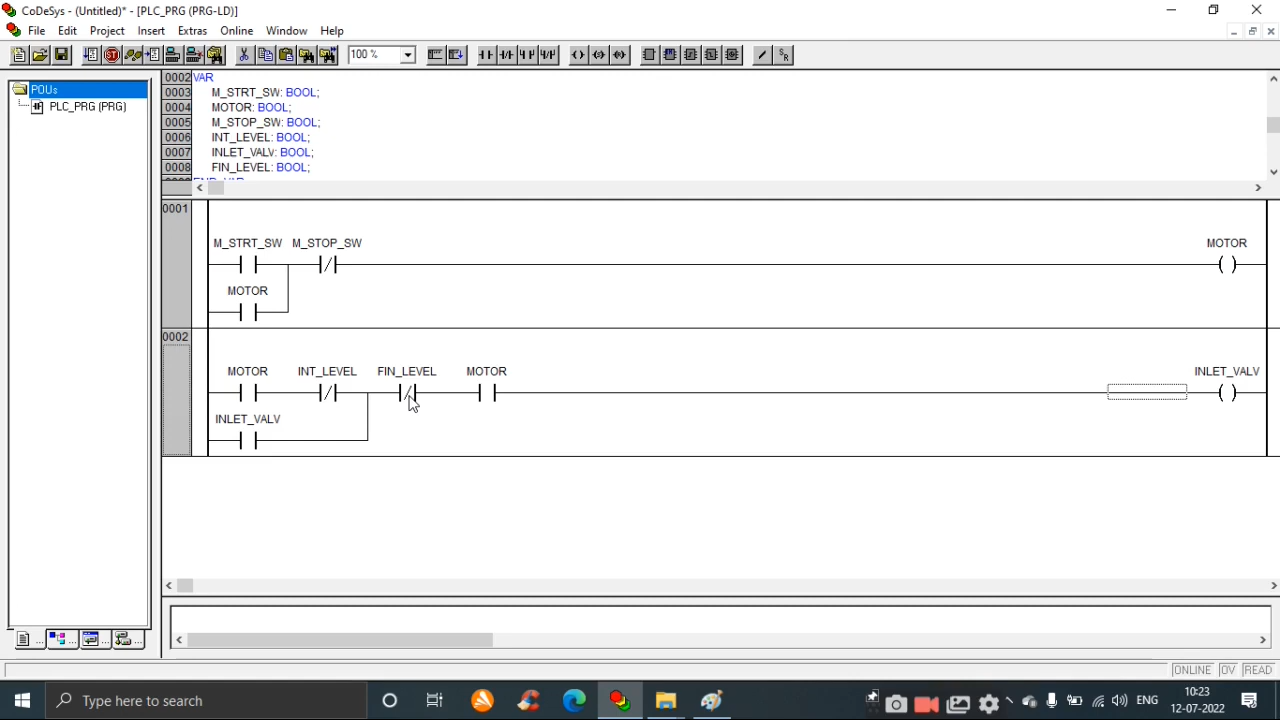 CoDeSys - (Untitled)* - [PLC_PRG (PRG-LD)]
File Edit Project Insert Extras Online Window Help
100 %
POUs
PLC_PRG (PRG)
0002 VAR
0003 M_STRT_SW: BOOL;
0004 MOTOR: BOOL;
0005 M_STOP_SW: BOOL;
0006 INT_LEVEL: BOOL;
0007 INLET_VALV: BOOL;
0008 FIN_LEVEL: BOOL;
0001
M_STRT_SW M_STOP_SW MOTOR
MOTOR
0002
MOTOR INT_LEVEL FIN_LEVEL MOTOR INLET_VALV
INLET_VALV
ONLINE OV READ
Type here to search
ENG
10:23
12-07-2022